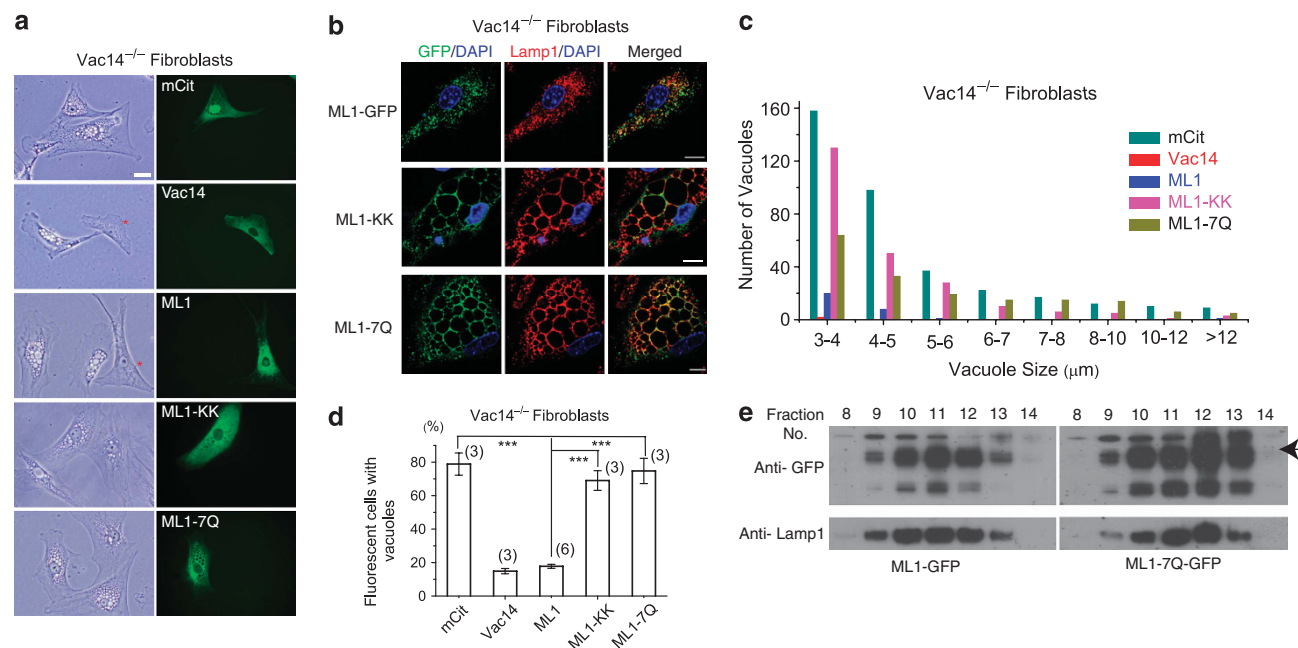 a
Vac14−/− Fibroblasts
mCit
Vac14
*
ML1
*
ML1-KK
ML1-7Q
b
Vac14−/− Fibroblasts
GFP/DAPI Lamp1/DAPI Merged
ML1-GFP
ML1-KK
ML1-7Q
c
Vac14−/− Fibroblasts
Number of Vacuoles
160
120
80
40
0
mCit
Vac14
ML1
ML1-KK
ML1-7Q
3-4 4-5 5-6 6-7 7-8 8-10 10-12 >12
Vacuole Size (μm)
d
Vac14−/− Fibroblasts
(%)
Fluorescent cells with
vacuoles
80
60
40
20
0
(3) (3) (6) (3) (3)
*** *** ***
mCit Vac14 ML1 ML1-KK ML1-7Q
e
Fraction 8 9 10 11 12 13 14 8 9 10 11 12 13 14
No.
Anti- GFP
Anti- Lamp1
ML1-GFP ML1-7Q-GFP